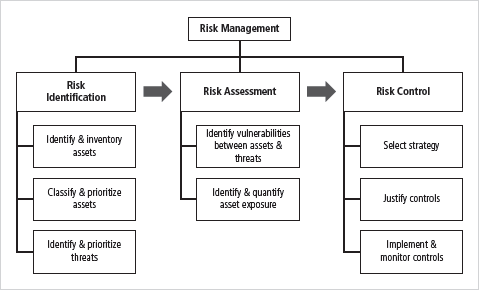 Risk Management
Risk
Identification
Risk Assessment
Risk Control
Identify & inventory
assets
Classify & prioritize
assets
Identify & prioritize
threats
Identify vulnerabilities
between assets &
threats
Identify & quantify
asset exposure
Select strategy
Justify controls
Implement &
monitor controls